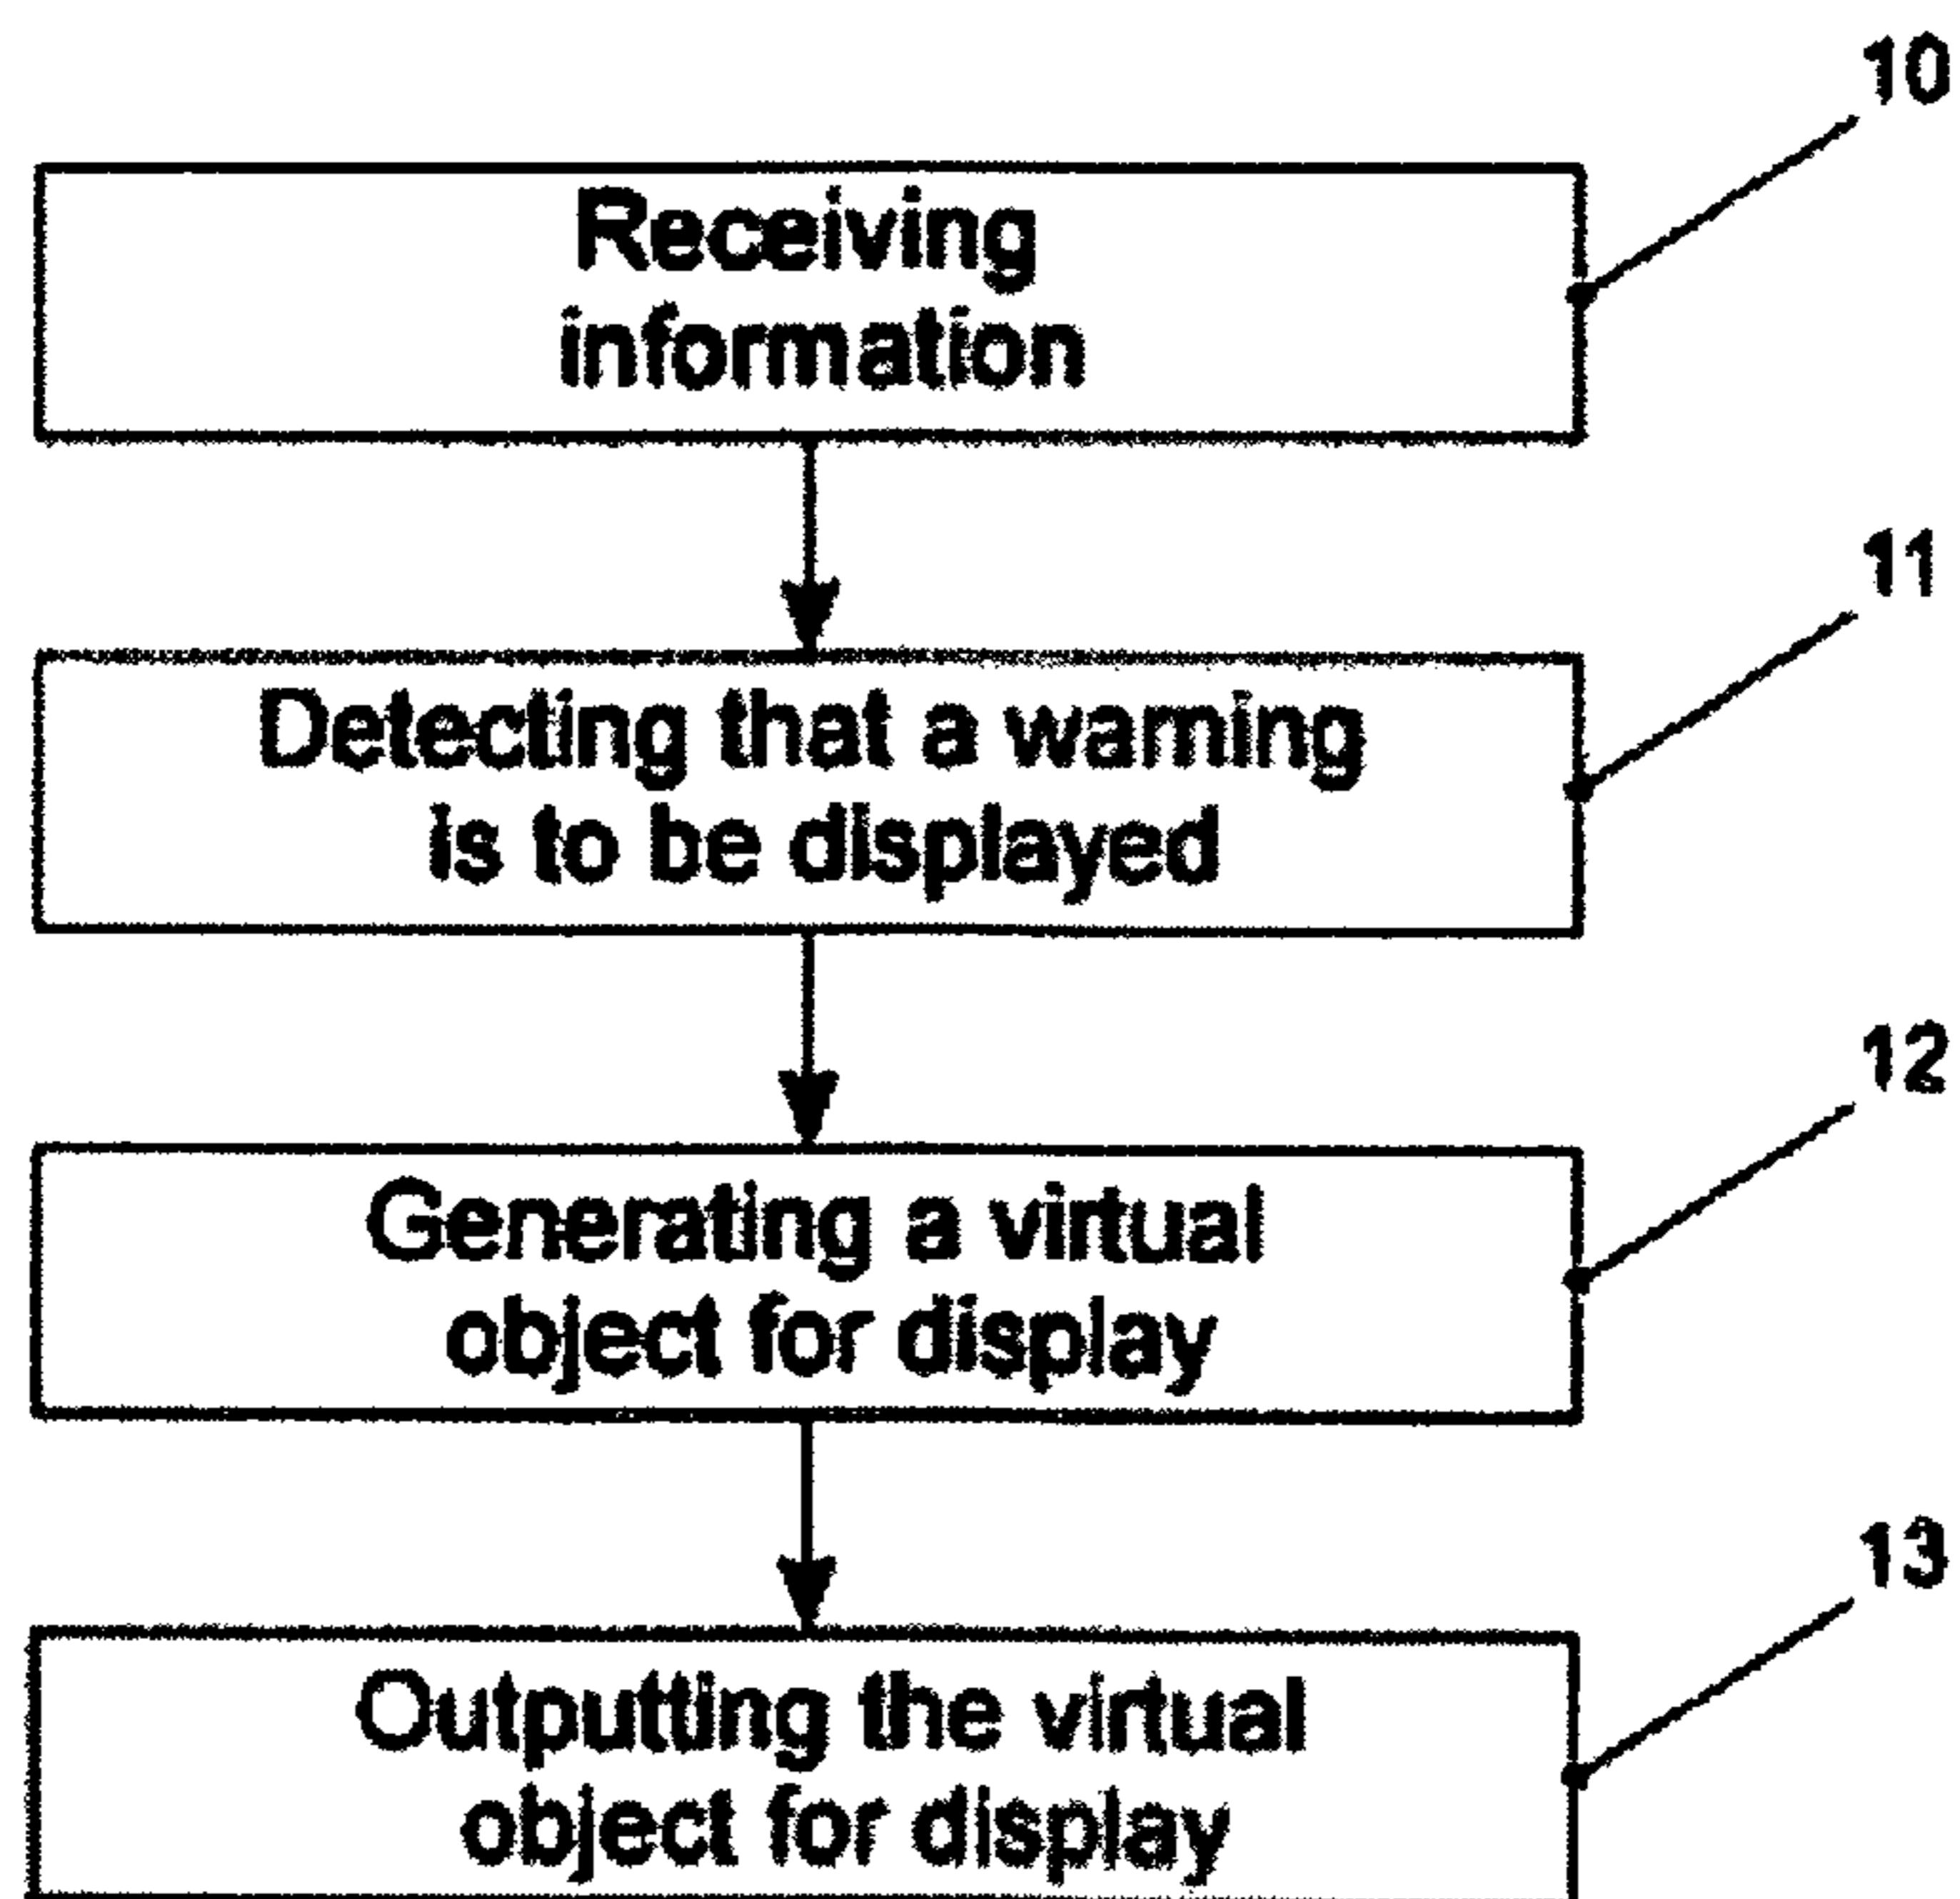 10
Receiving
information
11
Detecting that a warning
is to be displayed
12
Generating a virtual
object for display
13
Outputting the virtual
object for display